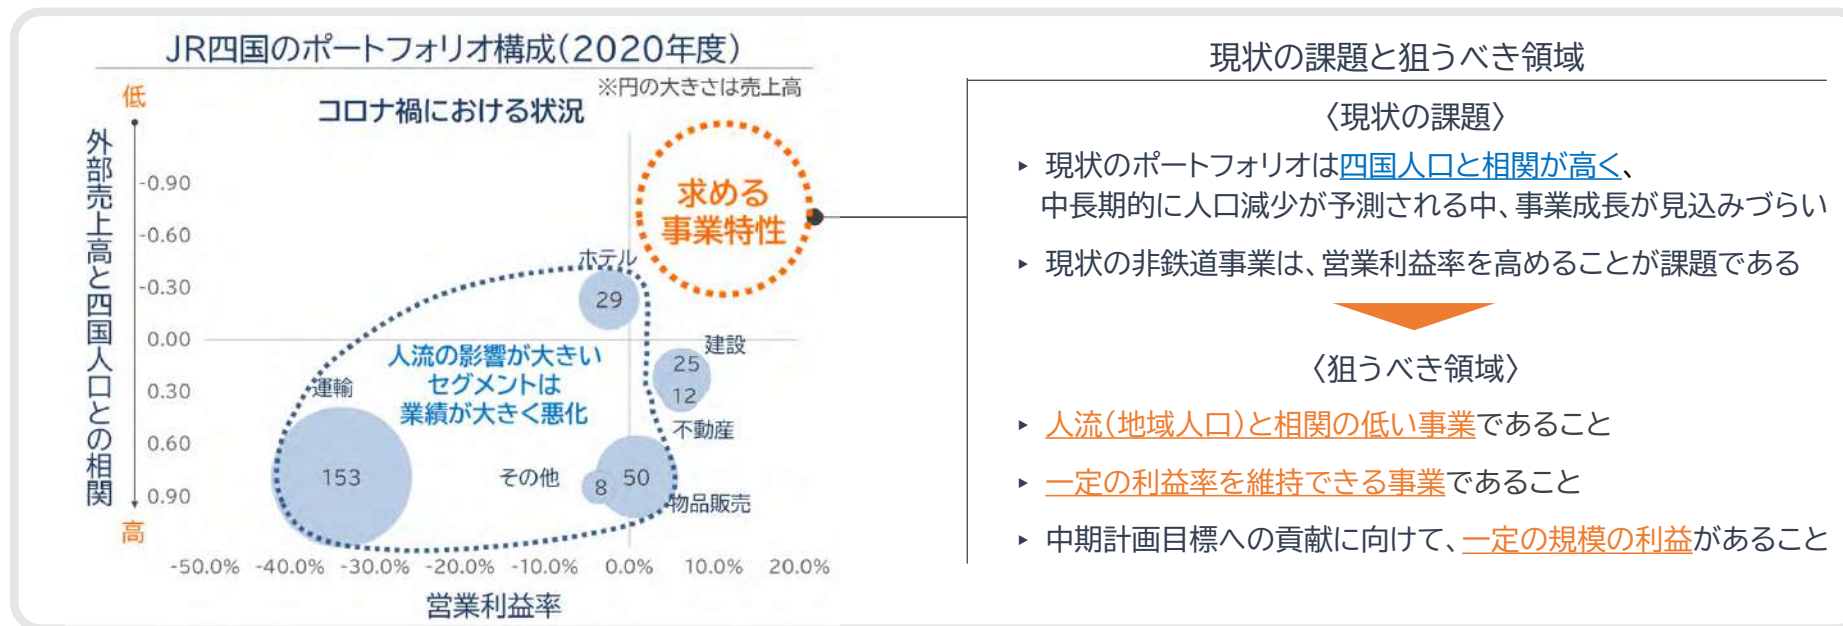 JR四国のポートフォリオ構成(2020年度)
※円の大きさは売上高
コロナ禍における状況
低
外部売上高と四国人口との相関
高
-0.90
-0.60
-0.30
0.00
0.30
0.60
0.90
求める
事業特性
ホテル
29
建設
25
12
不動産
人流の影響が大きい
セグメントは
業績が大きく悪化
運輸
153
その他
8
50
物品販売
-50.0% -40.0% -30.0% -20.0% -10.0% 0.0% 10.0% 20.0%
営業利益率
現状の課題と狙うべき領域
〈現状の課題〉
▸ 現状のポートフォリオは四国人口と相関が高く、
中長期的に人口減少が予測される中、事業成長が見込みづらい
▸ 現状の非鉄道事業は、営業利益率を高めることが課題である
〈狙うべき領域〉
▸ 人流(地域人口)と相関の低い事業であること
▸ 一定の利益率を維持できる事業であること
▸ 中期計画目標への貢献に向けて、一定の規模の利益があること